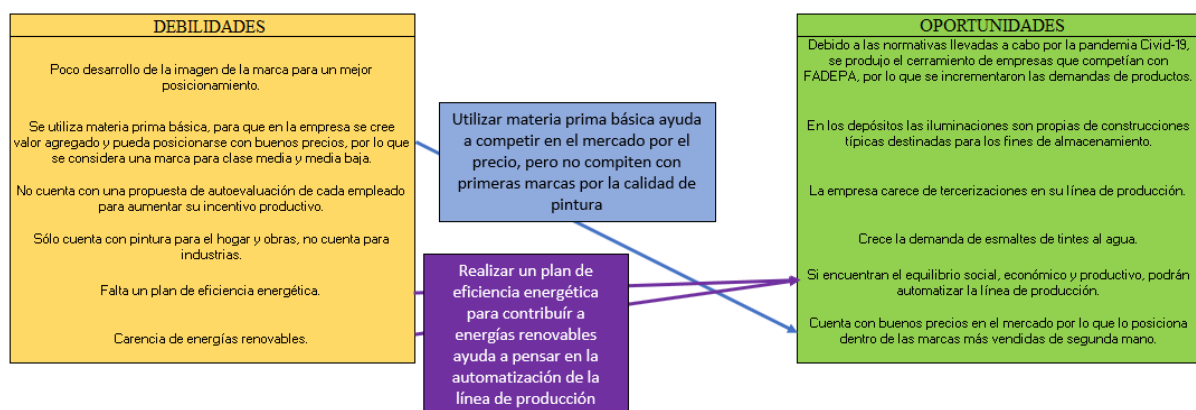 DEBILIDADES
Poco desarrollo de la imagen de la marca para un mejor
posicionamiento.
Se utiliza materia prima básica, para que en la empresa se cree
valor agregado y pueda posicionarse con buenos precios, por lo que
se considera una marca para clase media y media baja.
No cuenta con una propuesta de autoevaluación de cada empleado
para aumentar su incentivo productivo.
Sólo cuenta con pintura para el hogar y obras, no cuenta para
industrias.
Falta un plan de eficiencia energética.
Carencia de energías renovables.
Utilizar materia prima básica ayuda
a competir en el mercado por el
precio, pero no compiten con
primeras marcas por la calidad de
pintura
Realizar un plan de
eficiencia energética
para contribuír a
energías renovables
ayuda a pensar en la
automatización de la
línea de producción
OPORTUNIDADES
Debido a las normativas llevadas a cabo por la pandemia Civid-19,
se produjo el cerramiento de empresas que competían con
FADEPA, por lo que se incrementaron las demandas de productos.
En los depósitos las iluminaciones son propias de construcciones
típicas destinadas para los fines de almacenamiento.
La empresa carece de tercerizaciones en su línea de producción.
Crece la demanda de esmaltes de tintes al agua.
Si encuentran el equilibrio social, económico y productivo, podrán
automatizar la línea de producción.
Cuenta con buenos precios en el mercado por lo que lo posiciona
dentro de las marcas más vendidas de segunda mano.